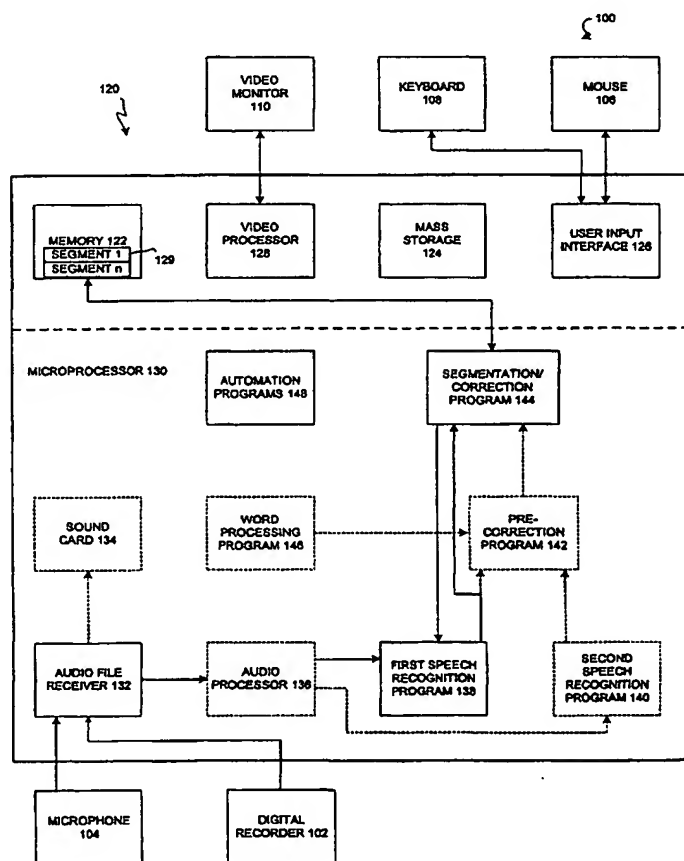 100
120
VIDEO
MONITOR
110
KEYBOARD
108
MOUSE
106
MEMORY 122
SEGMENT 1
SEGMENT n
129
VIDEO
PROCESSOR
128
MASS
STORAGE
124
USER INPUT
INTERFACE 126
MICROPROCESSOR 130
AUTOMATION
PROGRAMS 148
SEGMENTATION/
CORRECTION
PROGRAM 144
SOUND
CARD 134
WORD
PROCESSING
PROGRAM 146
PRE-
CORRECTION
PROGRAM 142
AUDIO FILE
RECEIVER 132
AUDIO
PROCESSOR 136
FIRST SPEECH
RECOGNITION
PROGRAM 138
SECOND
SPEECH
RECOGNITION
PROGRAM 140
MICROPHONE
104
DIGITAL
RECORDER 102